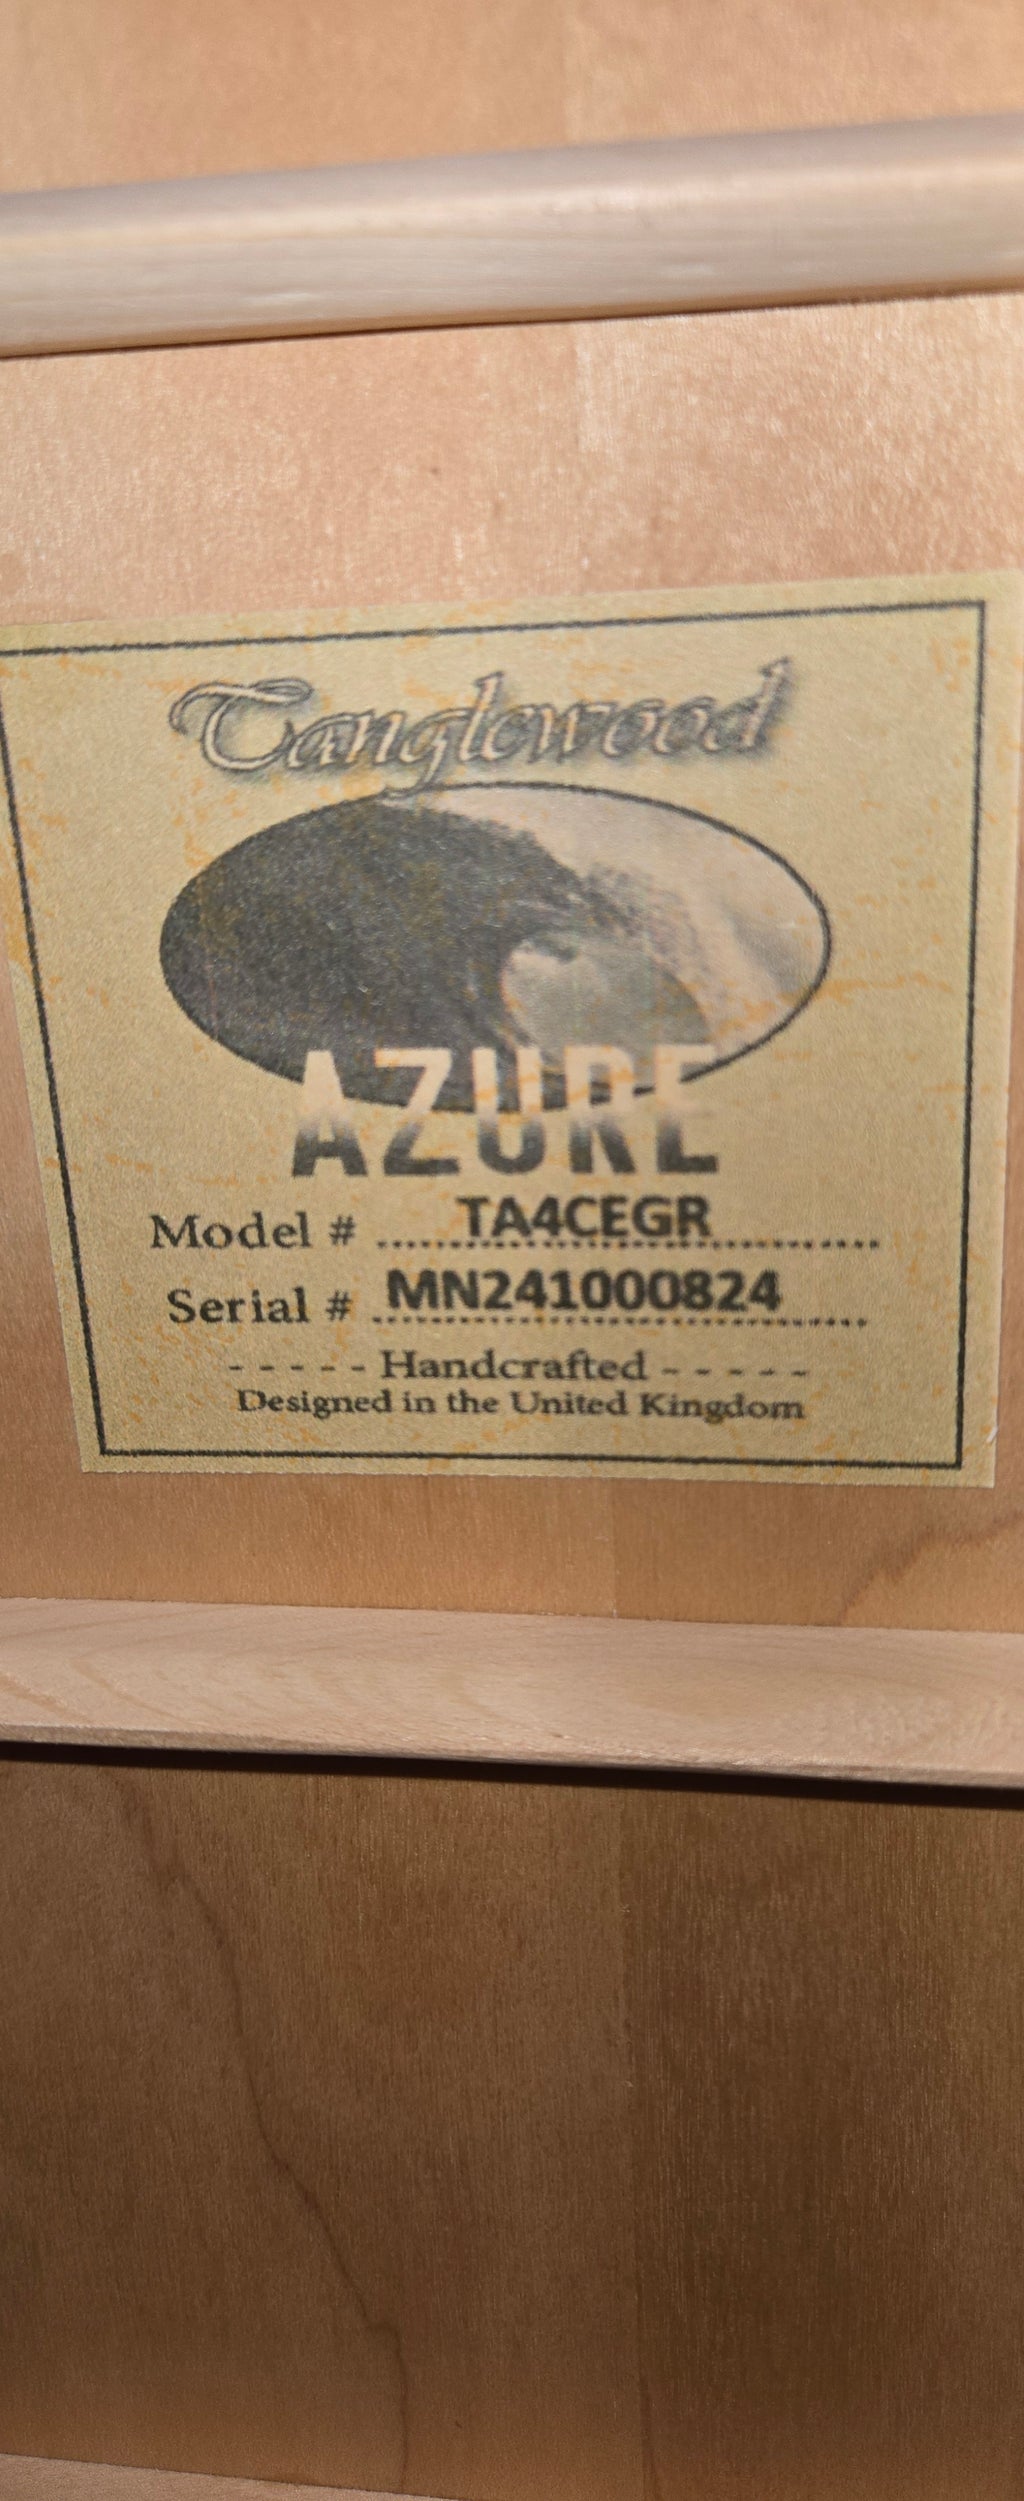 Tanglewood
AZURE
Model # TA4CEGR
Serial # MN241000824
- - - - - Handcrafted - - - - -
Designed in the United Kingdom